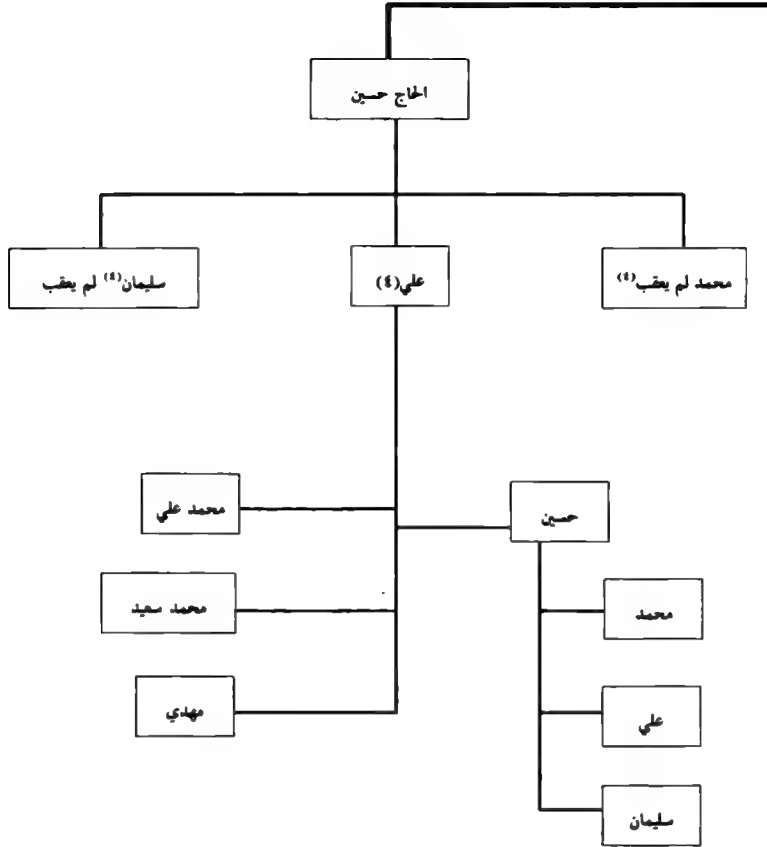 الحاج حسين
محمد لم يعقب(٤)
علي(٤)
سليمان(٤) لم يعقب
حسين
محمد علي
محمد سعيد
مهدي
محمد
علي
سليمان